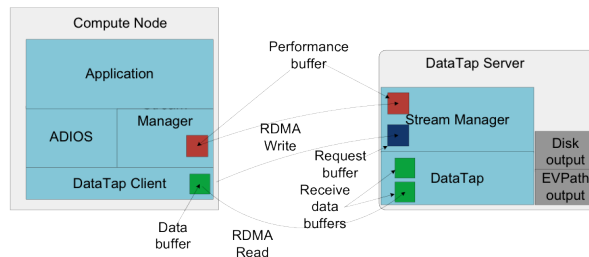 Compute Node
Application
ADIOS
Manager
DataTap Client
Data
buffer
Performance
buffer
RDMA
Write
Request
buffer
Receive
data
buffers
RDMA
Read
DataTap Server
Stream Manager
DataTap
Disk
output
EVPath
output